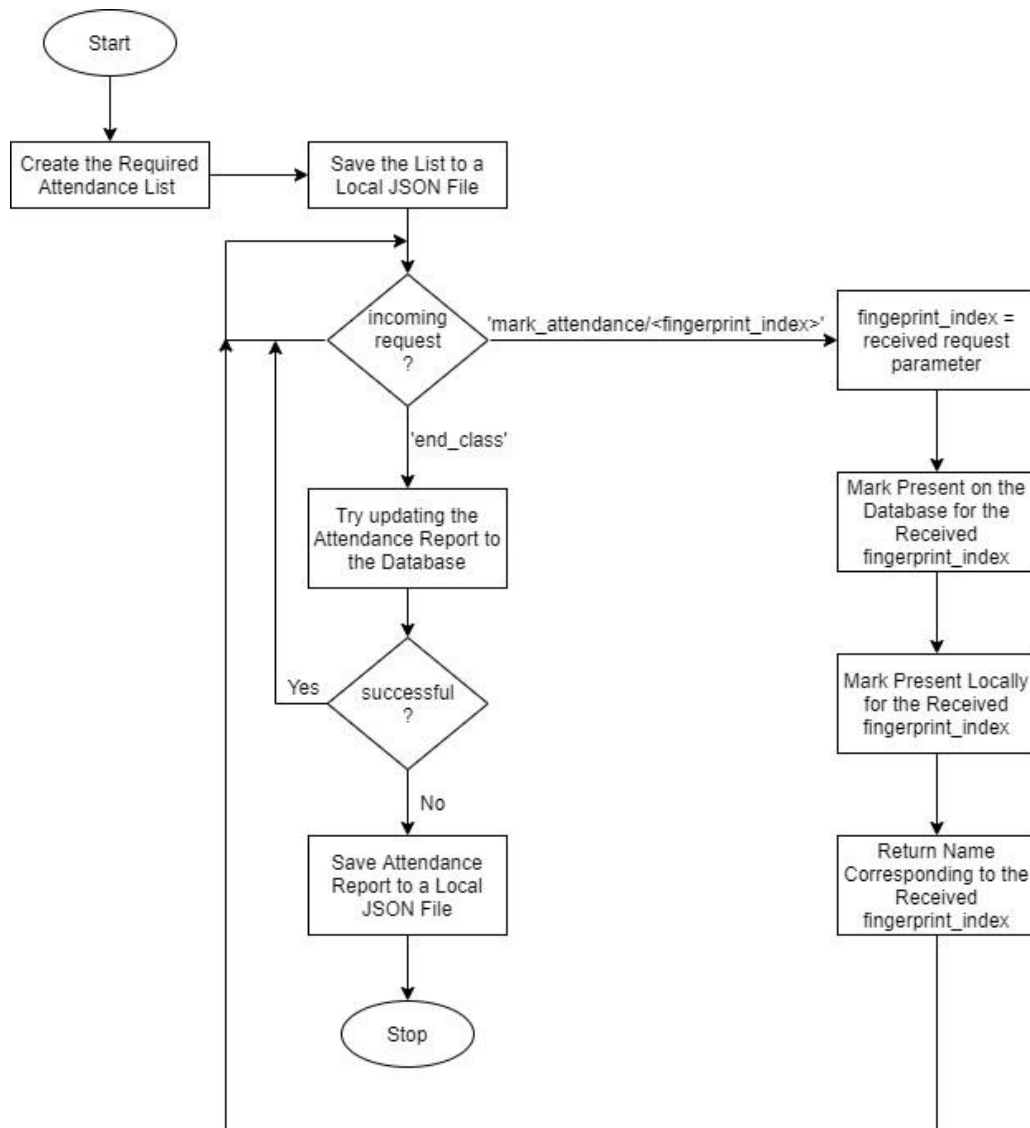 Start
Create the Required
Attendance List
Save the List to a
Local JSON File
incoming
request
?
'mark_attendance/<fingerprint_index>'
fingeprint_index =
received request
parameter
'end_class'
Try updating the
Attendance Report to
the Database
Mark Present on the
Database for the
Received
fingerprint_index
Yes
successful
?
Mark Present Locally
for the Received
fingerprint_index
No
Save Attendance
Report to a Local
JSON File
Return Name
Corresponding to the
Received
fingerprint_index
Stop